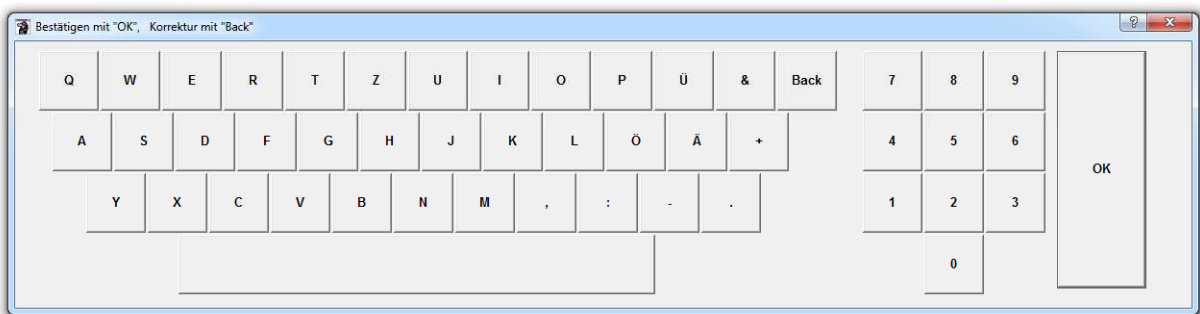 Bestätigen mit "OK", Korrektur mit "Back"
Q W E R T Z U I O P Ü & Back 7 8 9
A S D F G H J K L Ö Ä + 4 5 6
OK
Y X C V B N M , : - . 1 2 3
0